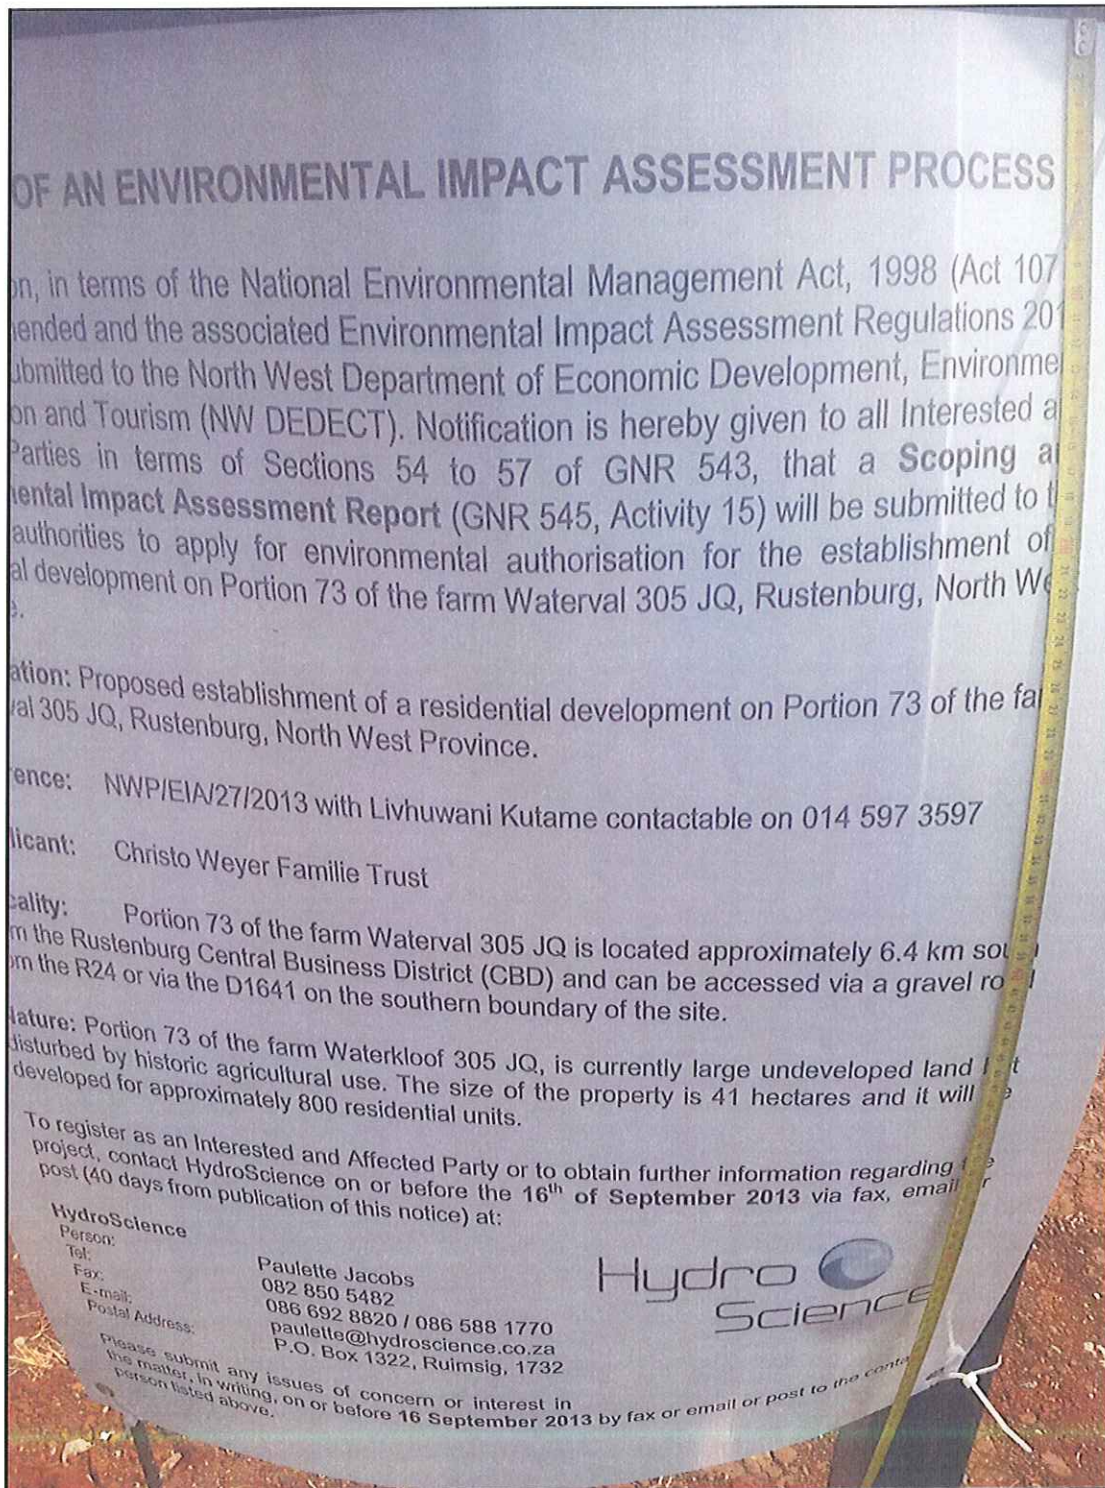 OF AN ENVIRONMENTAL IMPACT ASSESSMENT PROCESS
on, in terms of the National Environmental Management Act, 1998 (Act 107
ended and the associated Environmental Impact Assessment Regulations 201
ubmitted to the North West Department of Economic Development, Environme
on and Tourism (NW DEDECT). Notification is hereby given to all Interested a
Parties in terms of Sections 54 to 57 of GNR 543, that a Scoping a
ental Impact Assessment Report (GNR 545, Activity 15) will be submitted to t
authorities to apply for environmental authorisation for the establishment of
al development on Portion 73 of the farm Waterval 305 JQ, Rustenburg, North We
e.
ation: Proposed establishment of a residential development on Portion 73 of the fa
val 305 JQ, Rustenburg, North West Province.
ence: NWP/EIA/27/2013 with Livhuwani Kutame contactable on 014 597 3597
licant: Christo Weyer Familie Trust
cality: Portion 73 of the farm Waterval 305 JQ is located approximately 6.4 km sou
m the Rustenburg Central Business District (CBD) and can be accessed via a gravel ro d
om the R24 or via the D1641 on the southern boundary of the site.
Nature: Portion 73 of the farm Waterkloof 305 JQ, is currently large undeveloped land t
disturbed by historic agricultural use. The size of the property is 41 hectares and it will e
developed for approximately 800 residential units.
To register as an Interested and Affected Party or to obtain further information regarding e
project, contact HydroScience on or before the 16th of September 2013 via fax, email r
post (40 days from publication of this notice) at:
HydroScience
Person: Paulette Jacobs
Tel: 082 850 5482
Fax: 086 692 8820 / 086 588 1770
E-mail: paulette@hydroscience.co.za
Postal Address: P.O. Box 1322, Ruimsig, 1732
Hydro
Science
Please submit any issues of concern or interest in
the matter, in writing, on or before 16 September 2013 by fax or email or post to the conta
person listed above.